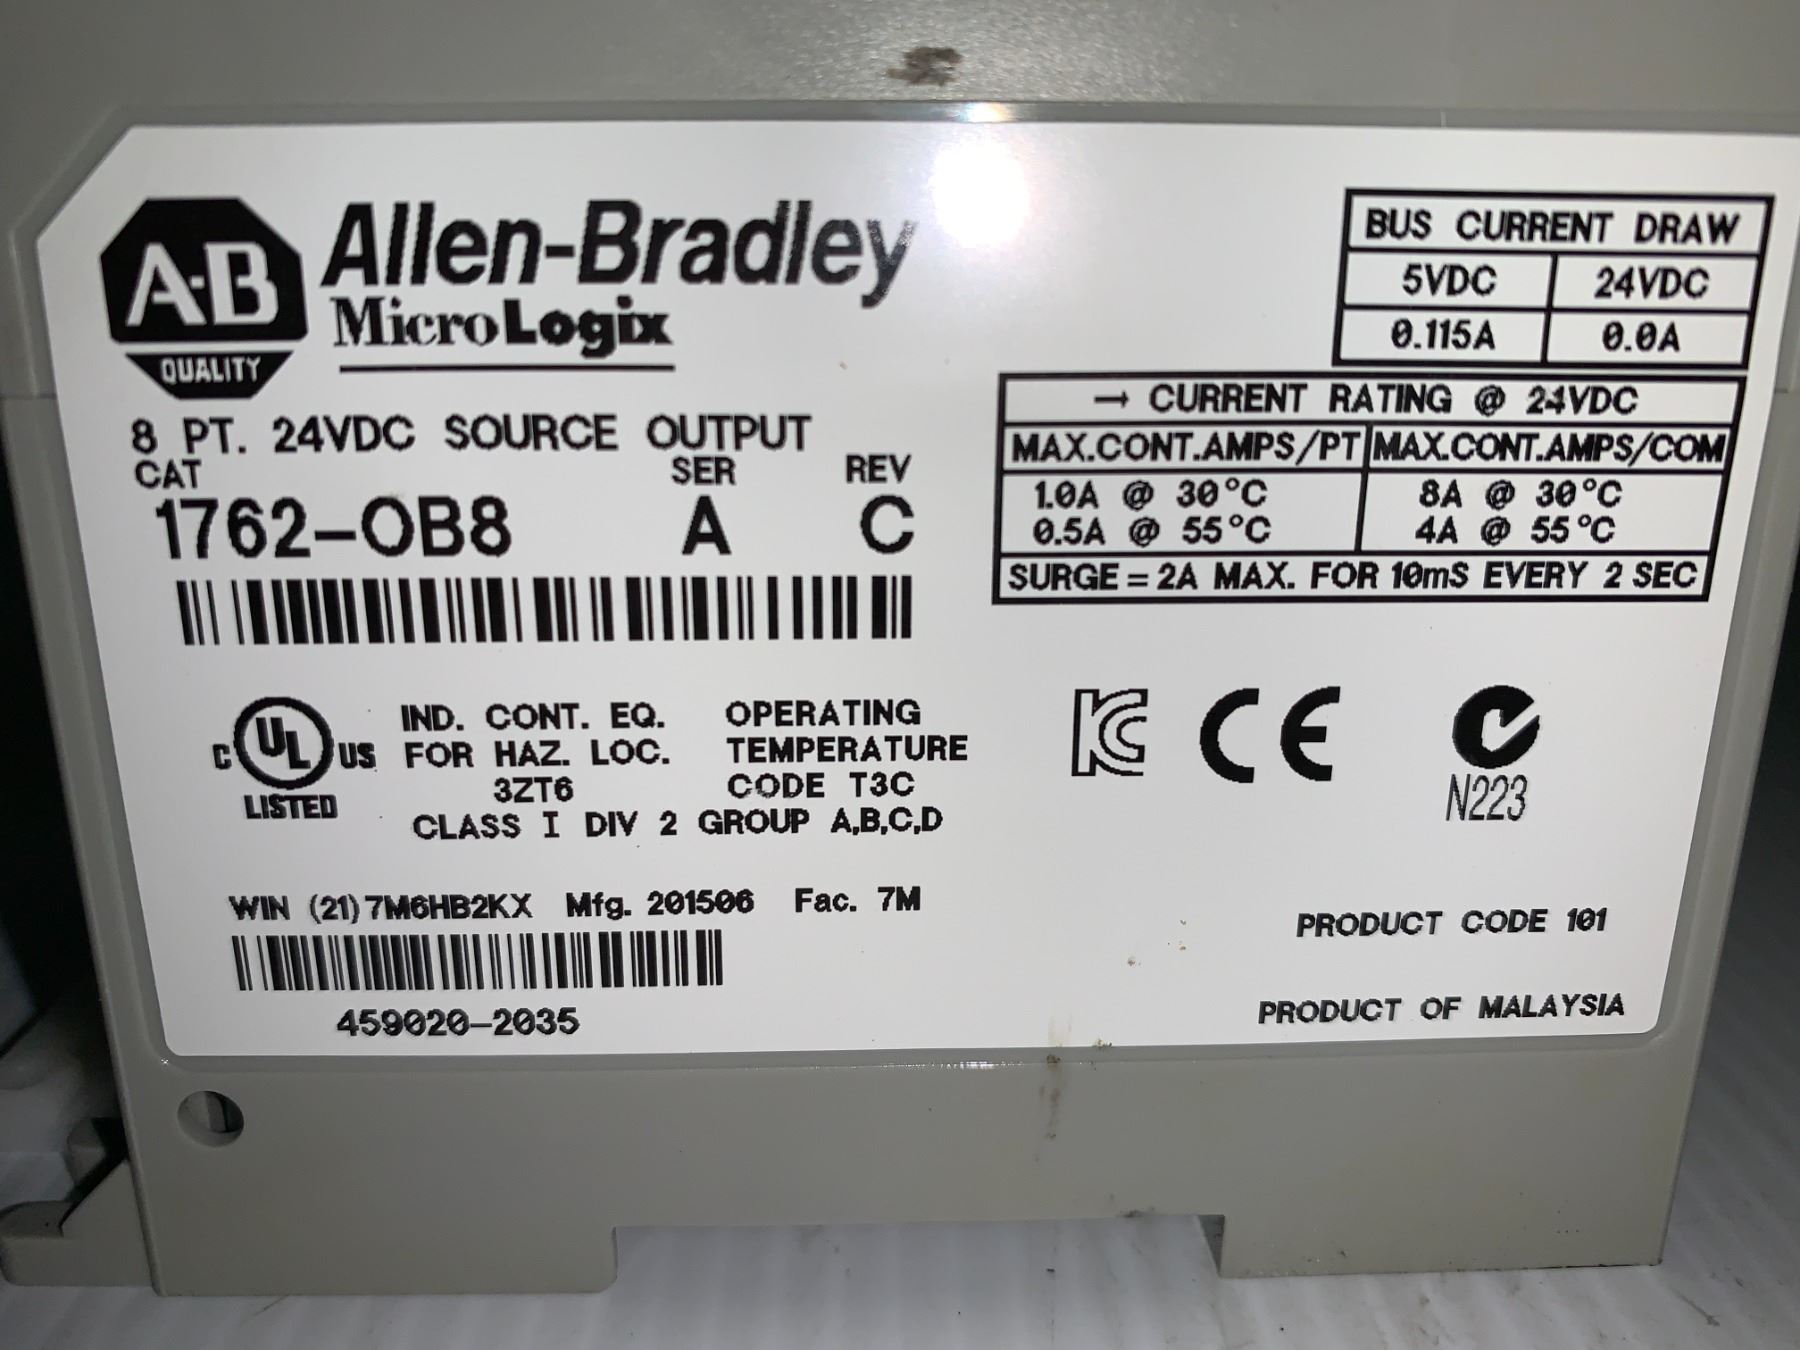 A-B
QUALITY
Allen-Bradley
MicroLogix
8 PT. 24VDC SOURCE OUTPUT
CAT SER REV
1762-OB8 A C
BUS CURRENT DRAW
5VDC 24VDC
0.115A 0.0A
→ CURRENT RATING @ 24VDC
MAX.CONT.AMPS/PT MAX.CONT.AMPS/COM
1.0A @ 30°C 8A @ 30°C
0.5A @ 55°C 4A @ 55°C
SURGE = 2A MAX. FOR 10mS EVERY 2 SEC
C UL US
LISTED
IND. CONT. EQ.
FOR HAZ. LOC.
3ZT6
OPERATING
TEMPERATURE
CODE T3C
CLASS I DIV 2 GROUP A,B,C,D
KC CE
N223
WIN (21) 7M6HB2KX Mfg. 201506 Fac. 7M
459020-2035
PRODUCT CODE 101
PRODUCT OF MALAYSIA